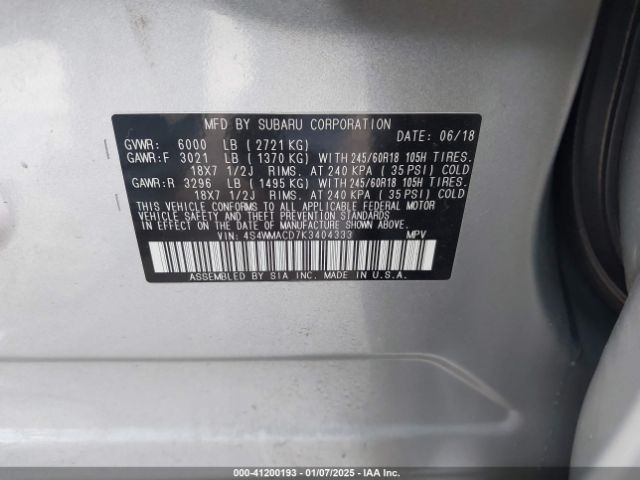 MFD BY SUBARU CORPORATION
DATE: 06/18
GVWR: 6000 LB ( 2721 KG)
GAWR:F 3021 LB ( 1370 KG) WITH 245/60R18 105H TIRES.
18X7 1/2J RIMS. AT 240 KPA ( 35 PSI) COLD
GAWR:R 3296 LB ( 1495 KG) WITH 245/60R18 105H TIRES.
18X7 1/2J RIMS. AT 240 KPA ( 35 PSI) COLD
THIS VEHICLE CONFORMS TO ALL APPLICABLE FEDERAL MOTOR
VEHICLE SAFETY AND THEFT PREVENTION STANDARDS
IN EFFECT ON THE DATE OF MANUFACTURE SHOWN ABOVE.
VIN: 4S4WMACD7K3404333 MPV
ASSEMBLED BY SIA INC. MADE IN U.S.A.
000-41200193 - 01/07/2025 - IAA Inc.